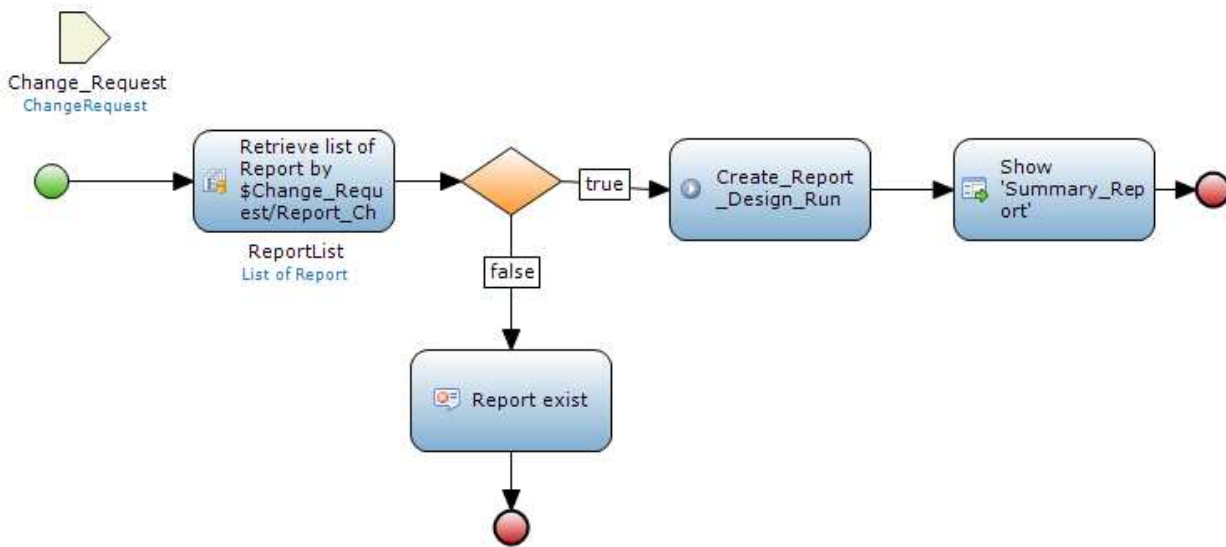 Change_Request
ChangeRequest
Retrieve list of
Report by
$Change_Requ
est/Report_Ch
ReportList
List of Report
true
Create_Report
_Design_Run
Show
'Summary_Rep
ort'
false
Report exist